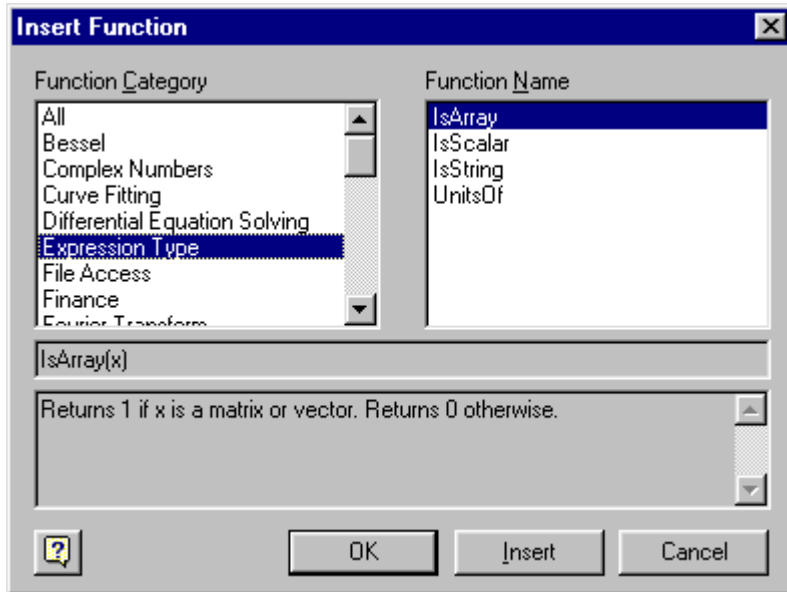 Insert Function
Function Category
All
Bessel
Complex Numbers
Curve Fitting
Differential Equation Solving
Expression Type
File Access
Finance
Fourier Transform
Function Name
IsArray
IsScalar
IsString
UnitsOf
IsArray(x)
Returns 1 if x is a matrix or vector. Returns 0 otherwise.
?
OK
Insert
Cancel